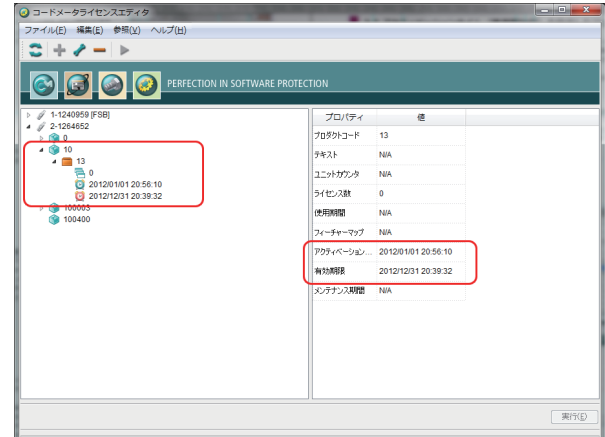 コードメータライセンスエディタ
ファイル(F) 編集(E) 参照(V) ヘルプ(H)
PERFECTION IN SOFTWARE PROTECTION
1-1240959 [FSB]
2-1264652
0
10
13
0
2012/01/01 20:56:10
2012/12/31 20:39:32
100003
100400
プロパティ 値
プロダクトコード 13
テキスト N/A
ユニットカウンタ N/A
ライセンス数 0
使用期間 N/A
フィーチャーマップ N/A
アクティベーション... 2012/01/01 20:56:10
有効期限 2012/12/31 20:39:32
メンテナンス期間 N/A
実行(E)